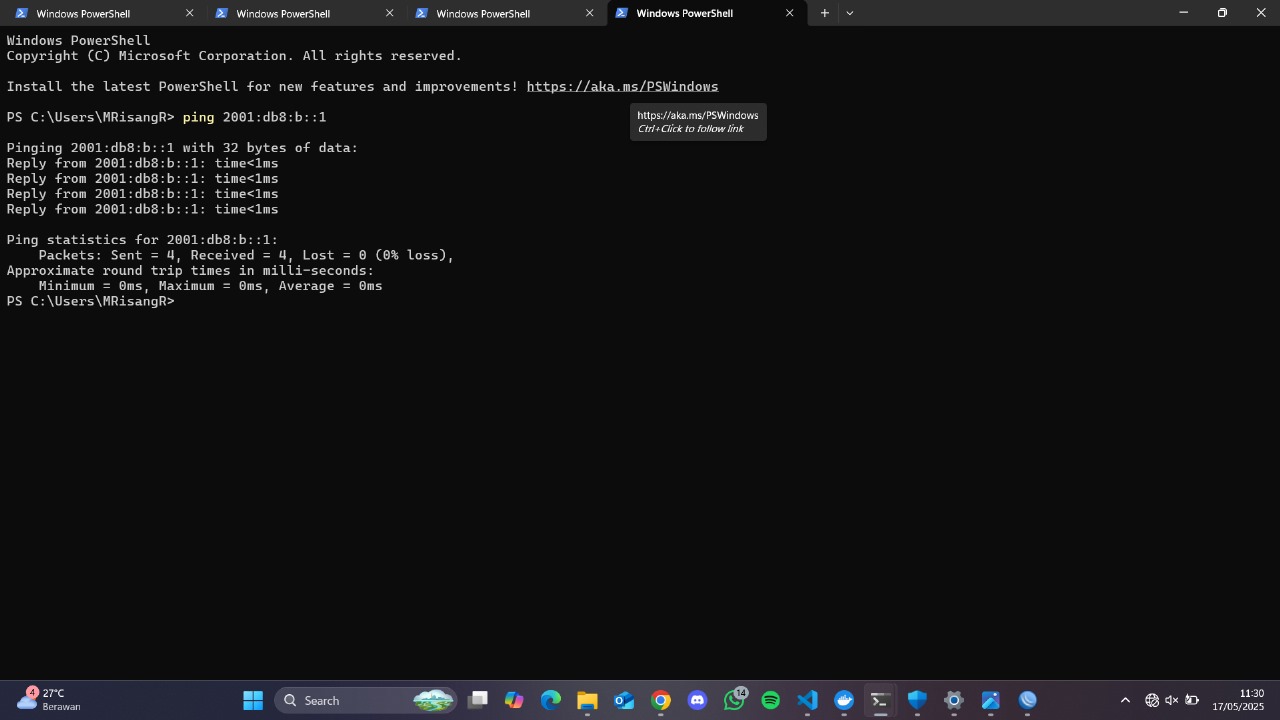 Windows PowerShell
Windows PowerShell
Windows PowerShell
Windows PowerShell
Windows PowerShell
Copyright (C) Microsoft Corporation. All rights reserved.
Install the latest PowerShell for new features and improvements! https://aka.ms/PSWindows
https://aka.ms/PSWindows
Ctrl+Click to follow link
PS C:\Users\MRisangR> ping 2001:db8:b::1
Pinging 2001:db8:b::1 with 32 bytes of data:
Reply from 2001:db8:b::1: time<1ms
Reply from 2001:db8:b::1: time<1ms
Reply from 2001:db8:b::1: time<1ms
Reply from 2001:db8:b::1: time<1ms
Ping statistics for 2001:db8:b::1:
    Packets: Sent = 4, Received = 4, Lost = 0 (0% loss),
Approximate round trip times in milli-seconds:
    Minimum = 0ms, Maximum = 0ms, Average = 0ms
PS C:\Users\MRisangR>
4
27°C
Berawan
Search
14
11:30
17/05/2025